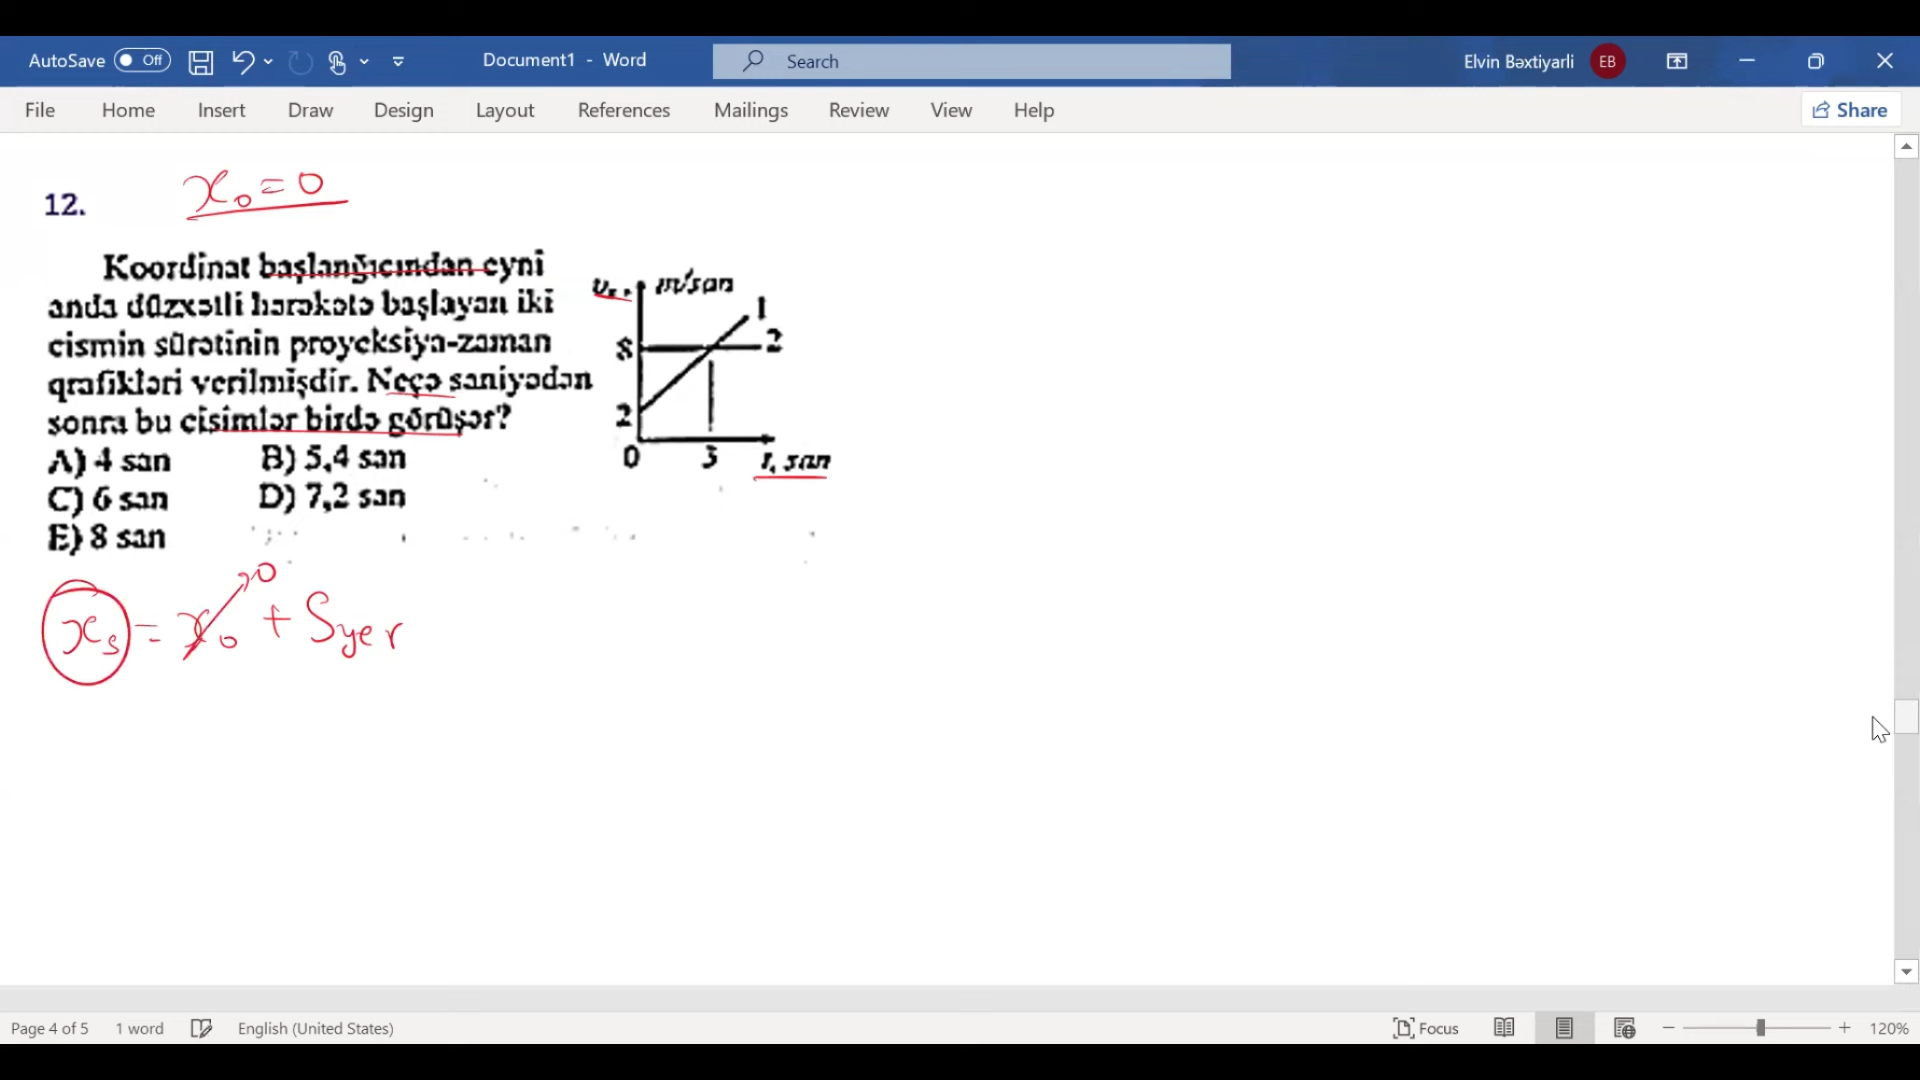 AutoSave Off Document1 - Word Search Elvin Bəxtiyarli EB
File Home Insert Draw Design Layout References Mailings Review View Help Share
x₀ = 0
12.
Koordinat başlanğıcından eyni
anda düzxətli hərəkətə başlayan iki
cismin sürətinin proyeksiya-zaman
qrafikləri verilmişdir. Neçə saniyədən
sonra bu cisimlər birdə görüşər?
A) 4 san B) 5,4 san
C) 6 san D) 7,2 san
E) 8 san
υₓ, m/san
1
8 2
2
0 3 t, san
0
xₛ = x₀ + Syer
Page 4 of 5 1 word English (United States) Focus 120%